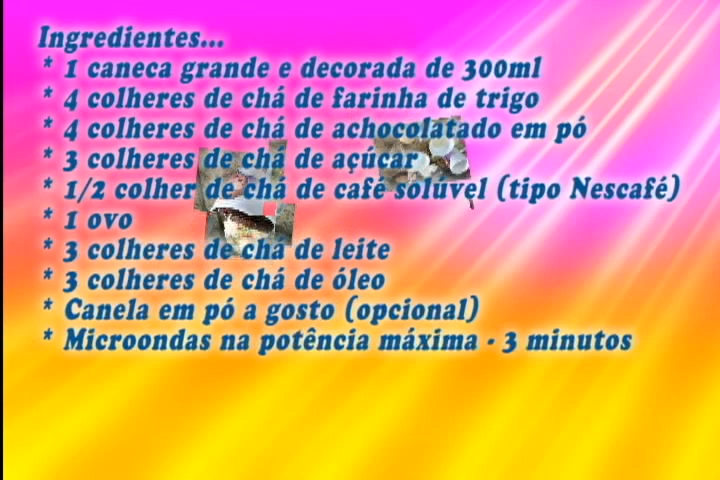 Ingredientes...
* 1 caneca grande e decorada de 300ml
* 4 colheres de chá de farinha de trigo
* 4 colheres de chá de achocolatado em pó
* 3 colheres de chá de açúcar
* 1/2 colher de chá de café solúvel (tipo Nescafé)
* 1 ovo
* 3 colheres de chá de leite
* 3 colheres de chá de óleo
* Canela em pó a gosto (opcional)
* Microondas na potência máxima - 3 minutos